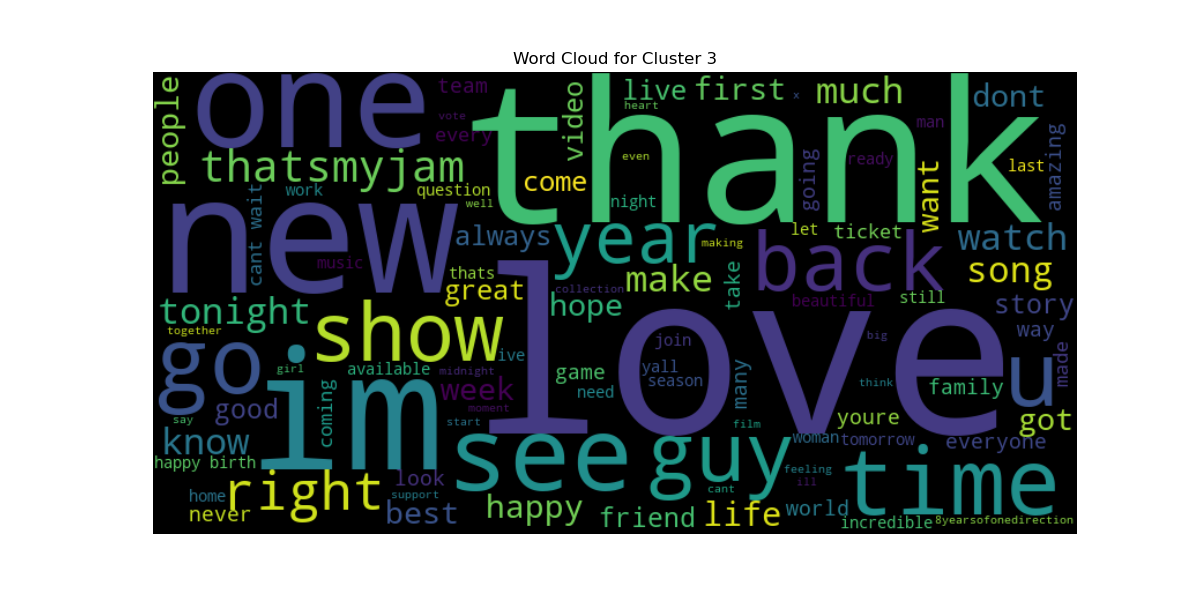 Word Cloud for Cluster 3
people
one
team
vote
every
thank
video
live
heart
first
x
much
man
dont
thatsmyjam
work
question
well
come
even
night
going
ready
want
last
amazing
new
cant wait
music
always
year
making
let
ticket
back
watch
thats
great
collection
hope
make
take
beautiful
still
song
story
tonight
together
show
love
way
made
go
girl
im
available
ive
midnight
week
moment
game
need
join
yall
season
many
big
think
family
u
good
say
coming
start
film
youre
got
know
see
guy
woman
tomorrow
everyone
happy birth
look
feeling
time
home
right
support
cant
ill
never
best
happy
friend
life
world
incredible
8yearsofonedirection